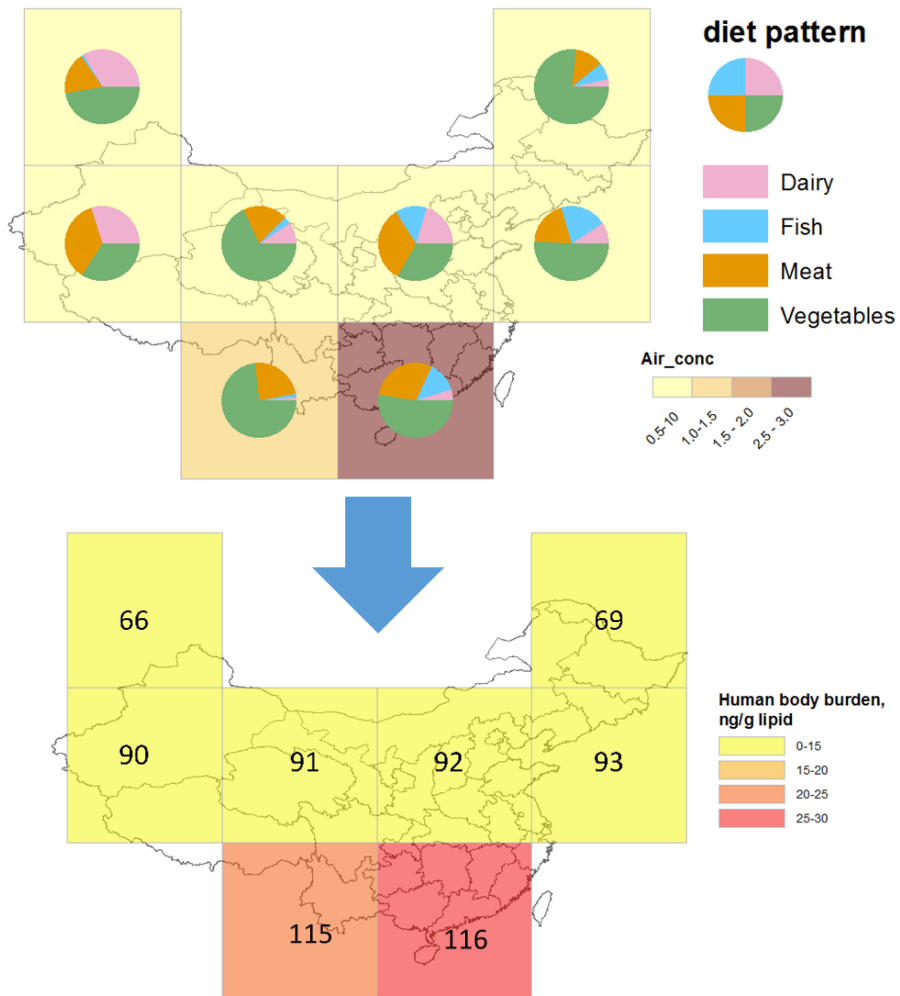 diet pattern
Dairy
Fish
Meat
Vegetables
Air_conc
0.5-10
1.0-1.5
1.5 - 2.0
2.5 - 3.0
66
69
90
91
92
93
115
116
Human body burden,
ng/g lipid
0-15
15-20
20-25
25-30